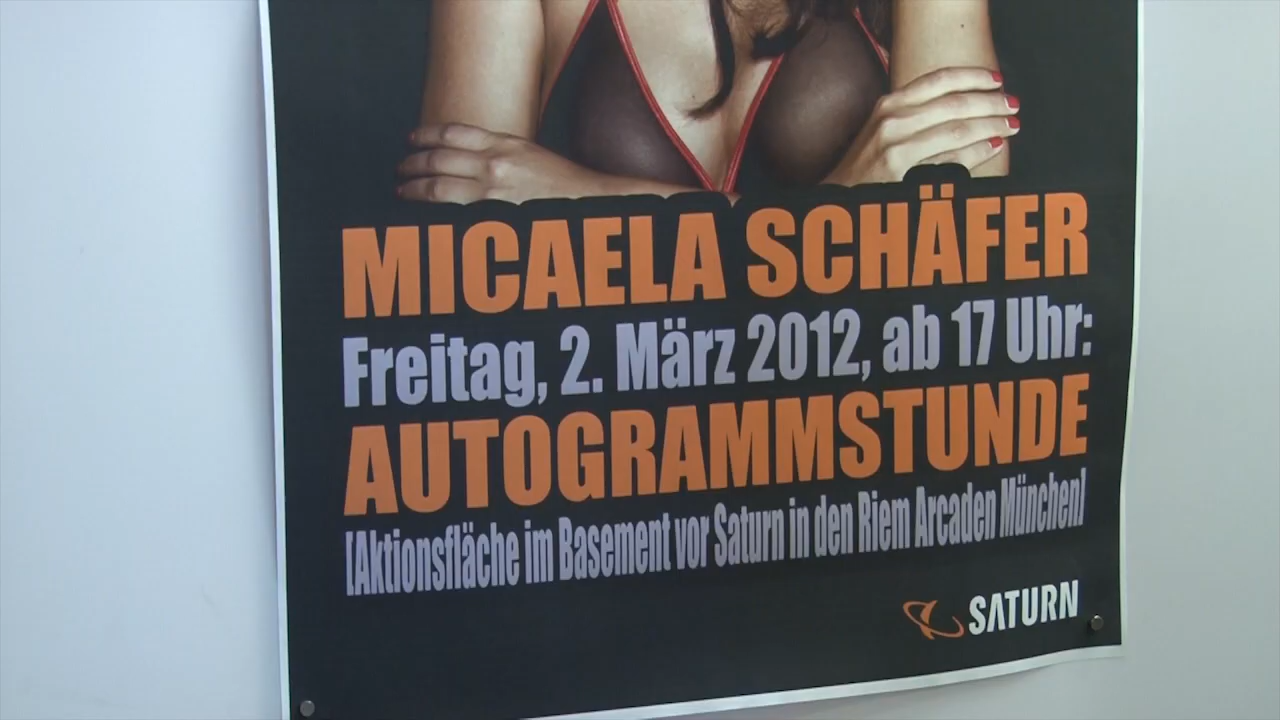 MICAELA SCHÄFER
Freitag, 2. März 2012, ab 17 Uhr:
AUTOGRAMMSTUNDE
[Aktionsfläche im Basement vor Saturn in den Riem Arcaden München]
SATURN